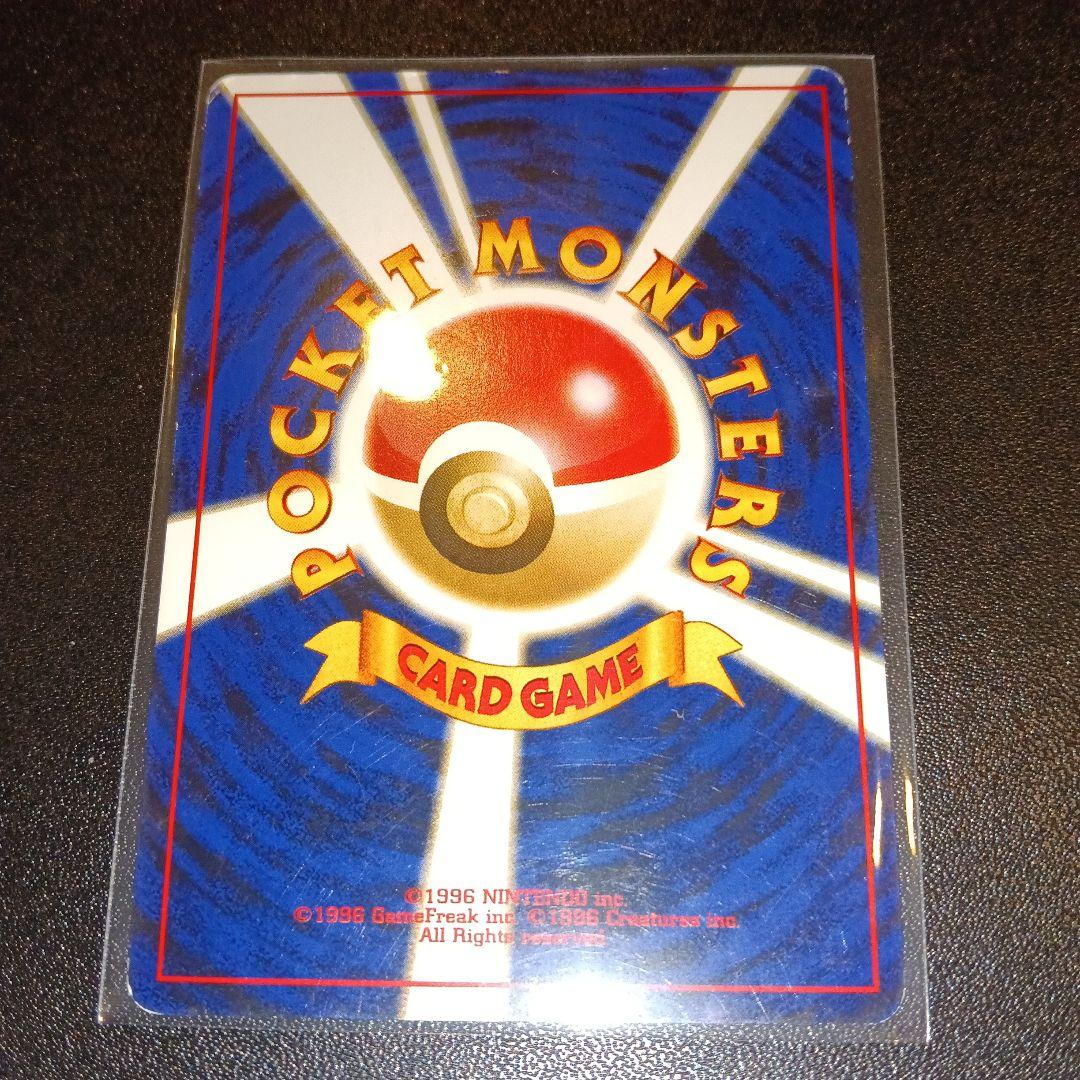 POCKET MONSTERS
CARD GAME
©1996 NINTENDO inc.
©1996 GameFreak inc. ©1996 Creatures inc.
All Rights reserved